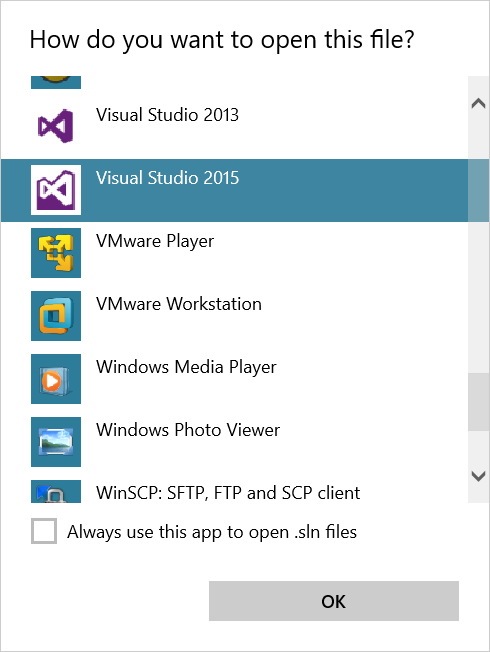 How do you want to open this file?
Visual Studio 2013
Visual Studio 2015
VMware Player
VMware Workstation
Windows Media Player
Windows Photo Viewer
WinSCP: SFTP, FTP and SCP client
Always use this app to open .sln files
OK